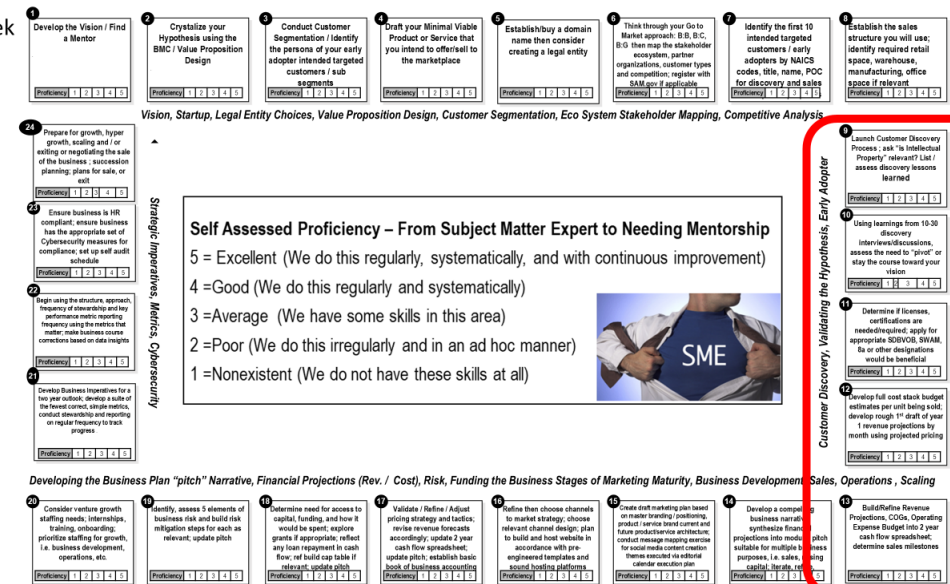 ek
1
Develop the Vision / Find
a Mentor
Proficiency 1 2 3 4 5
2
Crystalize your
Hypothesis using the
BMC / Value Proposition
Design
Proficiency 1 2 3 4 5
3
Conduct Customer
Segmentation / Identify
the persona of your early
adopter intended targeted
customers / sub
segments
Proficiency 1 2 3 4 5
4
Draft your Minimal Viable
Product or Service that
you intend to offer/sell to
the marketplace
Proficiency 1 2 3 4 5
5
Establish/buy a domain
name then consider
creating a legal entity
Proficiency 1 2 3 4 5
6
Think through your Go to
Market approach: B:B, B:C,
B:G then map the stakeholder
ecosystem, partner
organizations, customer types
and competition; register with
SAM.gov if applicable
Proficiency 1 2 3 4 5
7
Identify the first 10
intended targeted
customers / early
adopters by NAICS
codes, title, name, POC
for discovery and sales
Proficiency 1 2 3 4 5
8
Establish the sales
structure you will use;
identify required retail
space, warehouse,
manufacturing, office
space if relevant
Proficiency 1 2 3 4 5
Vision, Startup, Legal Entity Choices, Value Proposition Design, Customer Segmentation, Eco System Stakeholder Mapping, Competitive Analysis
24
Prepare for growth, hyper
growth, scaling and / or
exiting or negotiating the sale
of the business ; succession
planning; plans for sale, or
exit
Proficiency 1 2 3 4 5
23
Ensure business is HR
compliant; ensure business
has the appropriate set of
Cybersecurity measures for
compliance; set up self audit
schedule
Proficiency 1 2 3 4 5
22
Begin using the structure, approach,
frequency of stewardship and key
performance metric reporting
frequency using the metrics that
matter; make business course
corrections based on data insights
Proficiency 1 2 3 4 5
21
Develop Business Imperatives for a
two year outlook; develop a suite of
the fewest correct, simple metrics,
conduct stewardship and reporting
on regular frequency to track
progress
Proficiency 1 2 3 4 5
Strategic Imperatives, Metrics, Cybersecurity
Self Assessed Proficiency – From Subject Matter Expert to Needing Mentorship
5 = Excellent (We do this regularly, systematically, and with continuous improvement)
4 =Good (We do this regularly and systematically)
3 =Average (We have some skills in this area)
2 =Poor (We do this irregularly and in an ad hoc manner)
1 =Nonexistent (We do not have these skills at all)
SME
Customer Discovery, Validating the Hypothesis, Early Adopter
9
Launch Customer Discovery
Process ; ask "is Intellectual
Property" relevant? List /
assess discovery lessons
learned
Proficiency 1 2 3 4 5
10
Using learnings from 10-30
discovery
interviews/discussions,
assess the need to "pivot" or
stay the course toward your
vision
Proficiency 1 2 3 4 5
11
Determine if licenses,
certifications are
needed/required; apply for
appropriate SDBVOB, SWAM,
8a or other designations
would be beneficial
Proficiency 1 2 3 4 5
12
Develop full cost stack budget
estimates per unit being sold;
develop rough 1st draft of year
1 revenue projections by
month using projected pricing
Proficiency 1 2 3 4 5
Developing the Business Plan "pitch" Narrative, Financial Projections (Rev. / Cost), Risk, Funding the Business Stages of Marketing Maturity, Business Development Sales, Operations , Scaling
20
Consider venture growth
staffing needs; internships,
training, onboarding;
prioritize staffing for growth,
i.e. business development,
operations, etc.
Proficiency 1 2 3 4 5
19
Identify, assess 5 elements
of business risk and build risk
mitigation steps for each as
relevant; update pitch
Proficiency 1 2 3 4 5
18
Determine need for access to
capital, funding, and how it
would be spent; explore
grants if appropriate; reflect
any loan repayment in cash
flow; ref build cap table if
relevant; update pitch
Proficiency 1 2 3 4 5
17
Validate / Refine / Adjust
pricing strategy and tactics;
revise revenue forecasts
accordingly; update 2 year
cash flow spreadsheet;
update pitch; establish basic
book of business accounting
Proficiency 1 2 3 4 5
16
Refine then choose channels
to market strategy; choose
relevant channel design; plan
to build and host website in
accordance with pre-
engineered templates and
sound hosting platforms
Proficiency 1 2 3 4 5
15
Create draft marketing plan based
on master branding / positioning,
product / service brand current and
future product/service architecture;
conduct message mapping exercise
for social media content creation
themes executed via editorial
calendar execution plan
Proficiency 1 2 3 4 5
14
Develop a compelling
business narrative
synthesize financial
projections into modular pitch
suitable for multiple business
purposes, i.e. sales, raising
capital; iterate,
Proficiency 1 2 3 4 5
13
Build/Refine Revenue
Projections, COGs, Operating
Expense Budget into 2 year
cash flow spreadsheet;
determine sales milestones
Proficiency 1 2 3 4 5